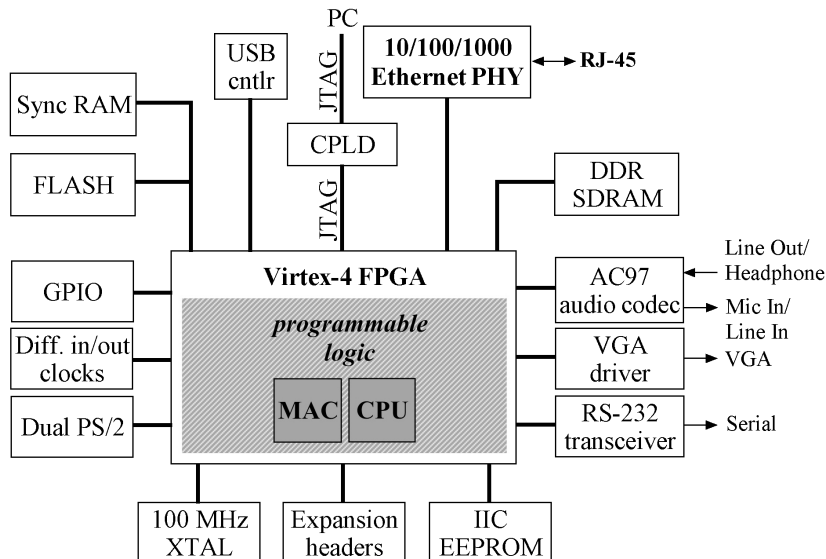 PC
USB
cntlr
10/100/1000
Ethernet PHY
RJ-45
JTAG
Sync RAM
CPLD
FLASH
JTAG
DDR
SDRAM
Virtex-4 FPGA
programmable
logic
MAC
CPU
GPIO
Diff. in/out
clocks
Dual PS/2
AC97
audio codec
Line Out/
Headphone
Mic In/
Line In
VGA
driver
VGA
RS-232
transceiver
Serial
100 MHz
XTAL
Expansion
headers
IIC
EEPROM